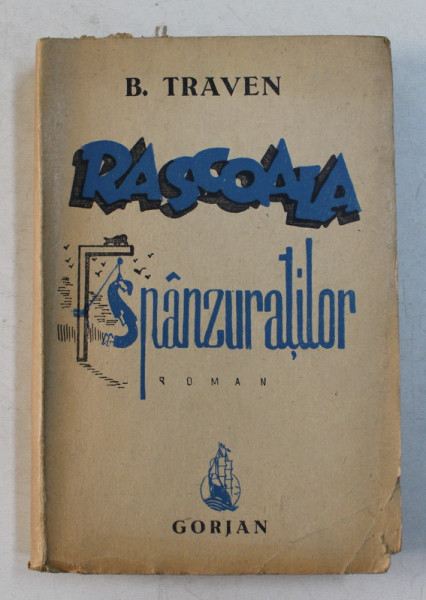 B. TRAVEN
RASCOALA
Spânzuraților
ROMAN
GORJAN